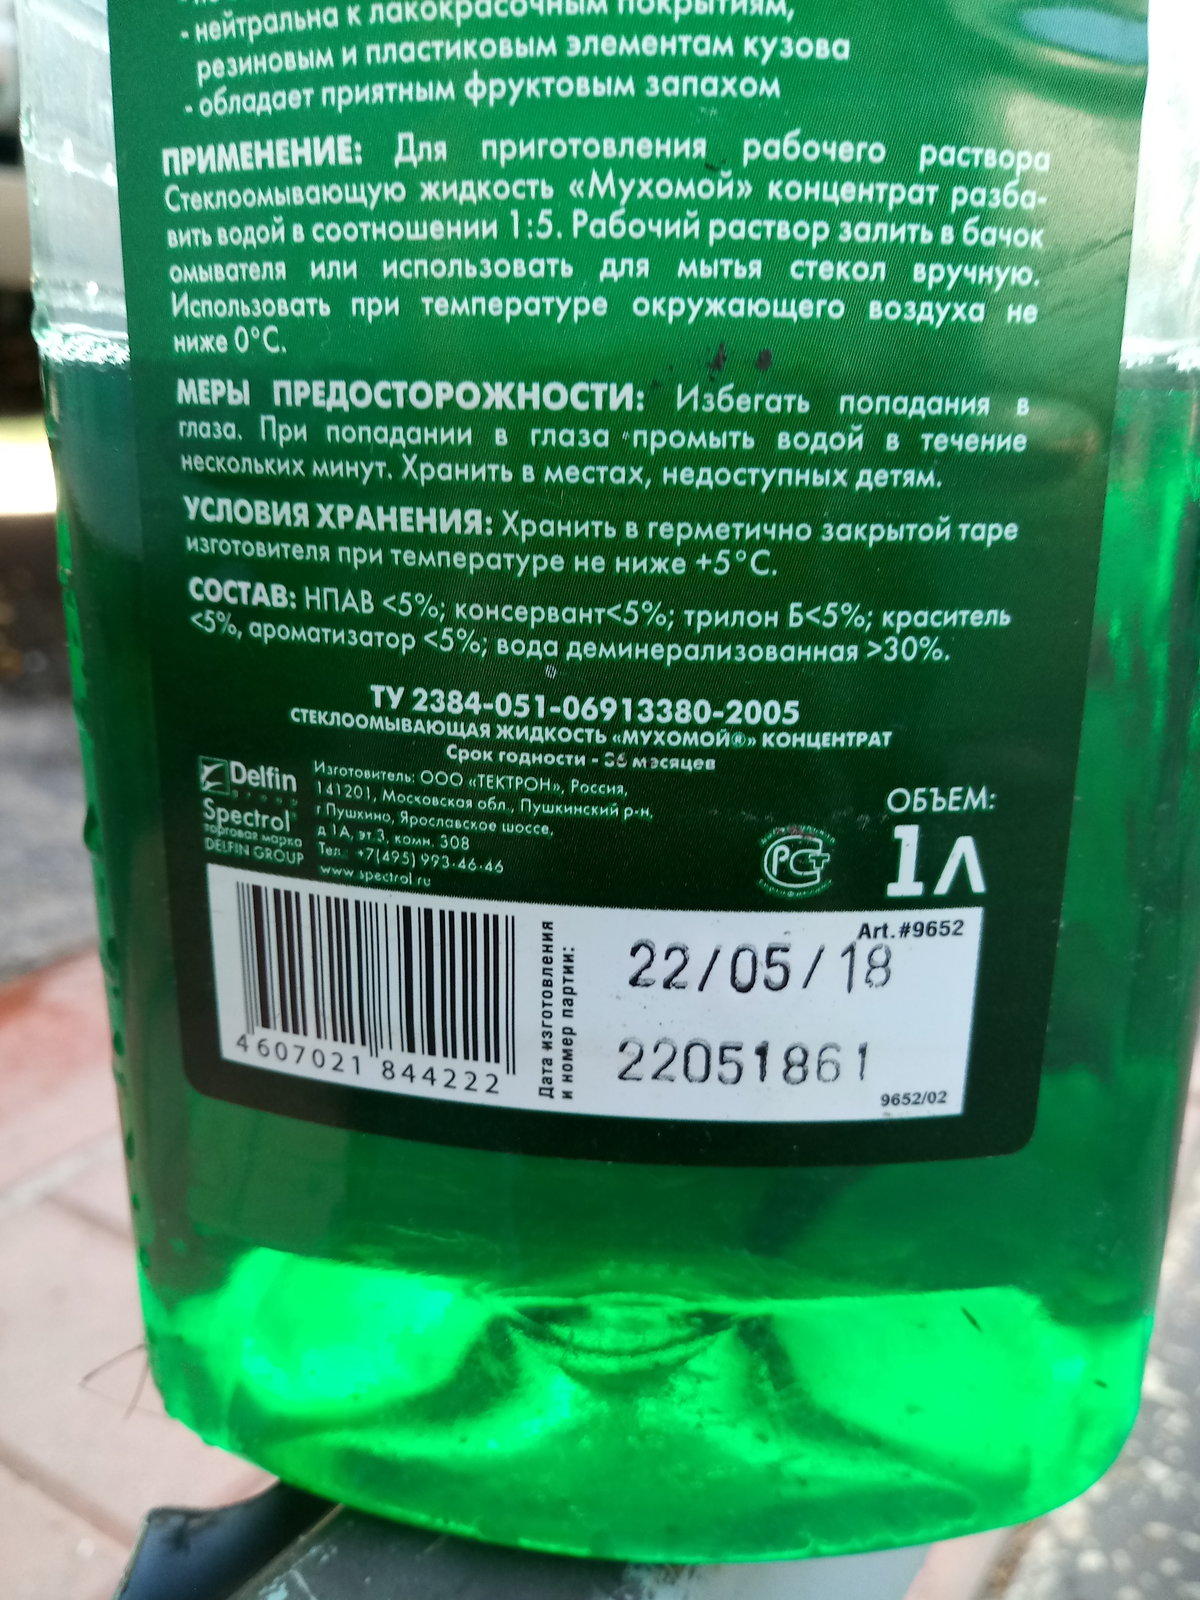 - нейтральна к лакокрасочным покрытиям,
резиновым и пластиковым элементам кузова
- обладает приятным фруктовым запахом
ПРИМЕНЕНИЕ: Для приготовления рабочего раствора
Стеклоомывающую жидкость «Мухомой» концентрат разба-
вить водой в соотношении 1:5. Рабочий раствор залить в бачок
омывателя или использовать для мытья стекол вручную.
Использовать при температуре окружающего воздуха не
ниже 0°С.
МЕРЫ ПРЕДОСТОРОЖНОСТИ: Избегать попадания в
глаза. При попадании в глаза промыть водой в течение
нескольких минут. Хранить в местах, недоступных детям.
УСЛОВИЯ ХРАНЕНИЯ: Хранить в герметично закрытой таре
изготовителя при температуре не ниже +5°С.
СОСТАВ: НПАВ <5%; консервант<5%; трилон Б<5%; краситель
<5%, ароматизатор <5%; вода деминерализованная >30%.
ТУ 2384-051-06913380-2005
СТЕКЛООМЫВАЮЩАЯ ЖИДКОСТЬ «МУХОМОЙ®» КОНЦЕНТРАТ
Срок годности - 36 месяцев
Delfin
GROUP
Spectrol
торговая марка
DELFIN GROUP
Изготовитель: ООО «ТЕКТРОН», Россия,
141201, Московская обл., Пушкинский р-н,
г.Пушкино, Ярославское шоссе,
д 1А, эт.3, комн. 308
Тел.: +7(495) 993-46-46
www.spectrol.ru
РСТ
ОБЪЕМ:
1л
4 607021 844222
Дата изготовления
и номер партии:
Art.#9652
22/05/18
22051861
9652/02